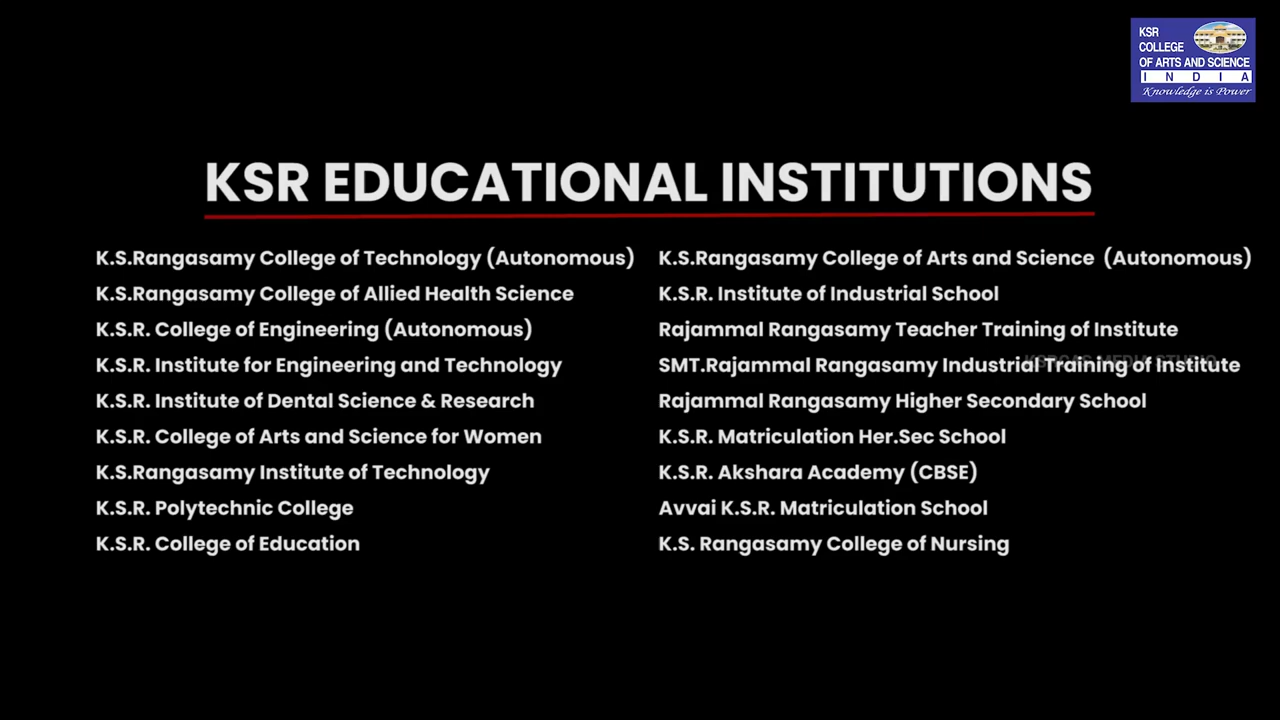 KSR
COLLEGE
OF ARTS AND SCIENCE
INDIA
Knowledge is Power
KSR EDUCATIONAL INSTITUTIONS
K.S.Rangasamy College of Technology (Autonomous)
K.S.Rangasamy College of Allied Health Science
K.S.R. College of Engineering (Autonomous)
K.S.R. Institute for Engineering and Technology
K.S.R. Institute of Dental Science & Research
K.S.R. College of Arts and Science for Women
K.S.Rangasamy Institute of Technology
K.S.R. Polytechnic College
K.S.R. College of Education
K.S.Rangasamy College of Arts and Science (Autonomous)
K.S.R. Institute of Industrial School
Rajammal Rangasamy Teacher Training of Institute
SMT.Rajammal Rangasamy Industrial Training of Institute
KSRCAS MEDIA STUDIO
Rajammal Rangasamy Higher Secondary School
K.S.R. Matriculation Her.Sec School
K.S.R. Akshara Academy (CBSE)
Avvai K.S.R. Matriculation School
K.S. Rangasamy College of Nursing